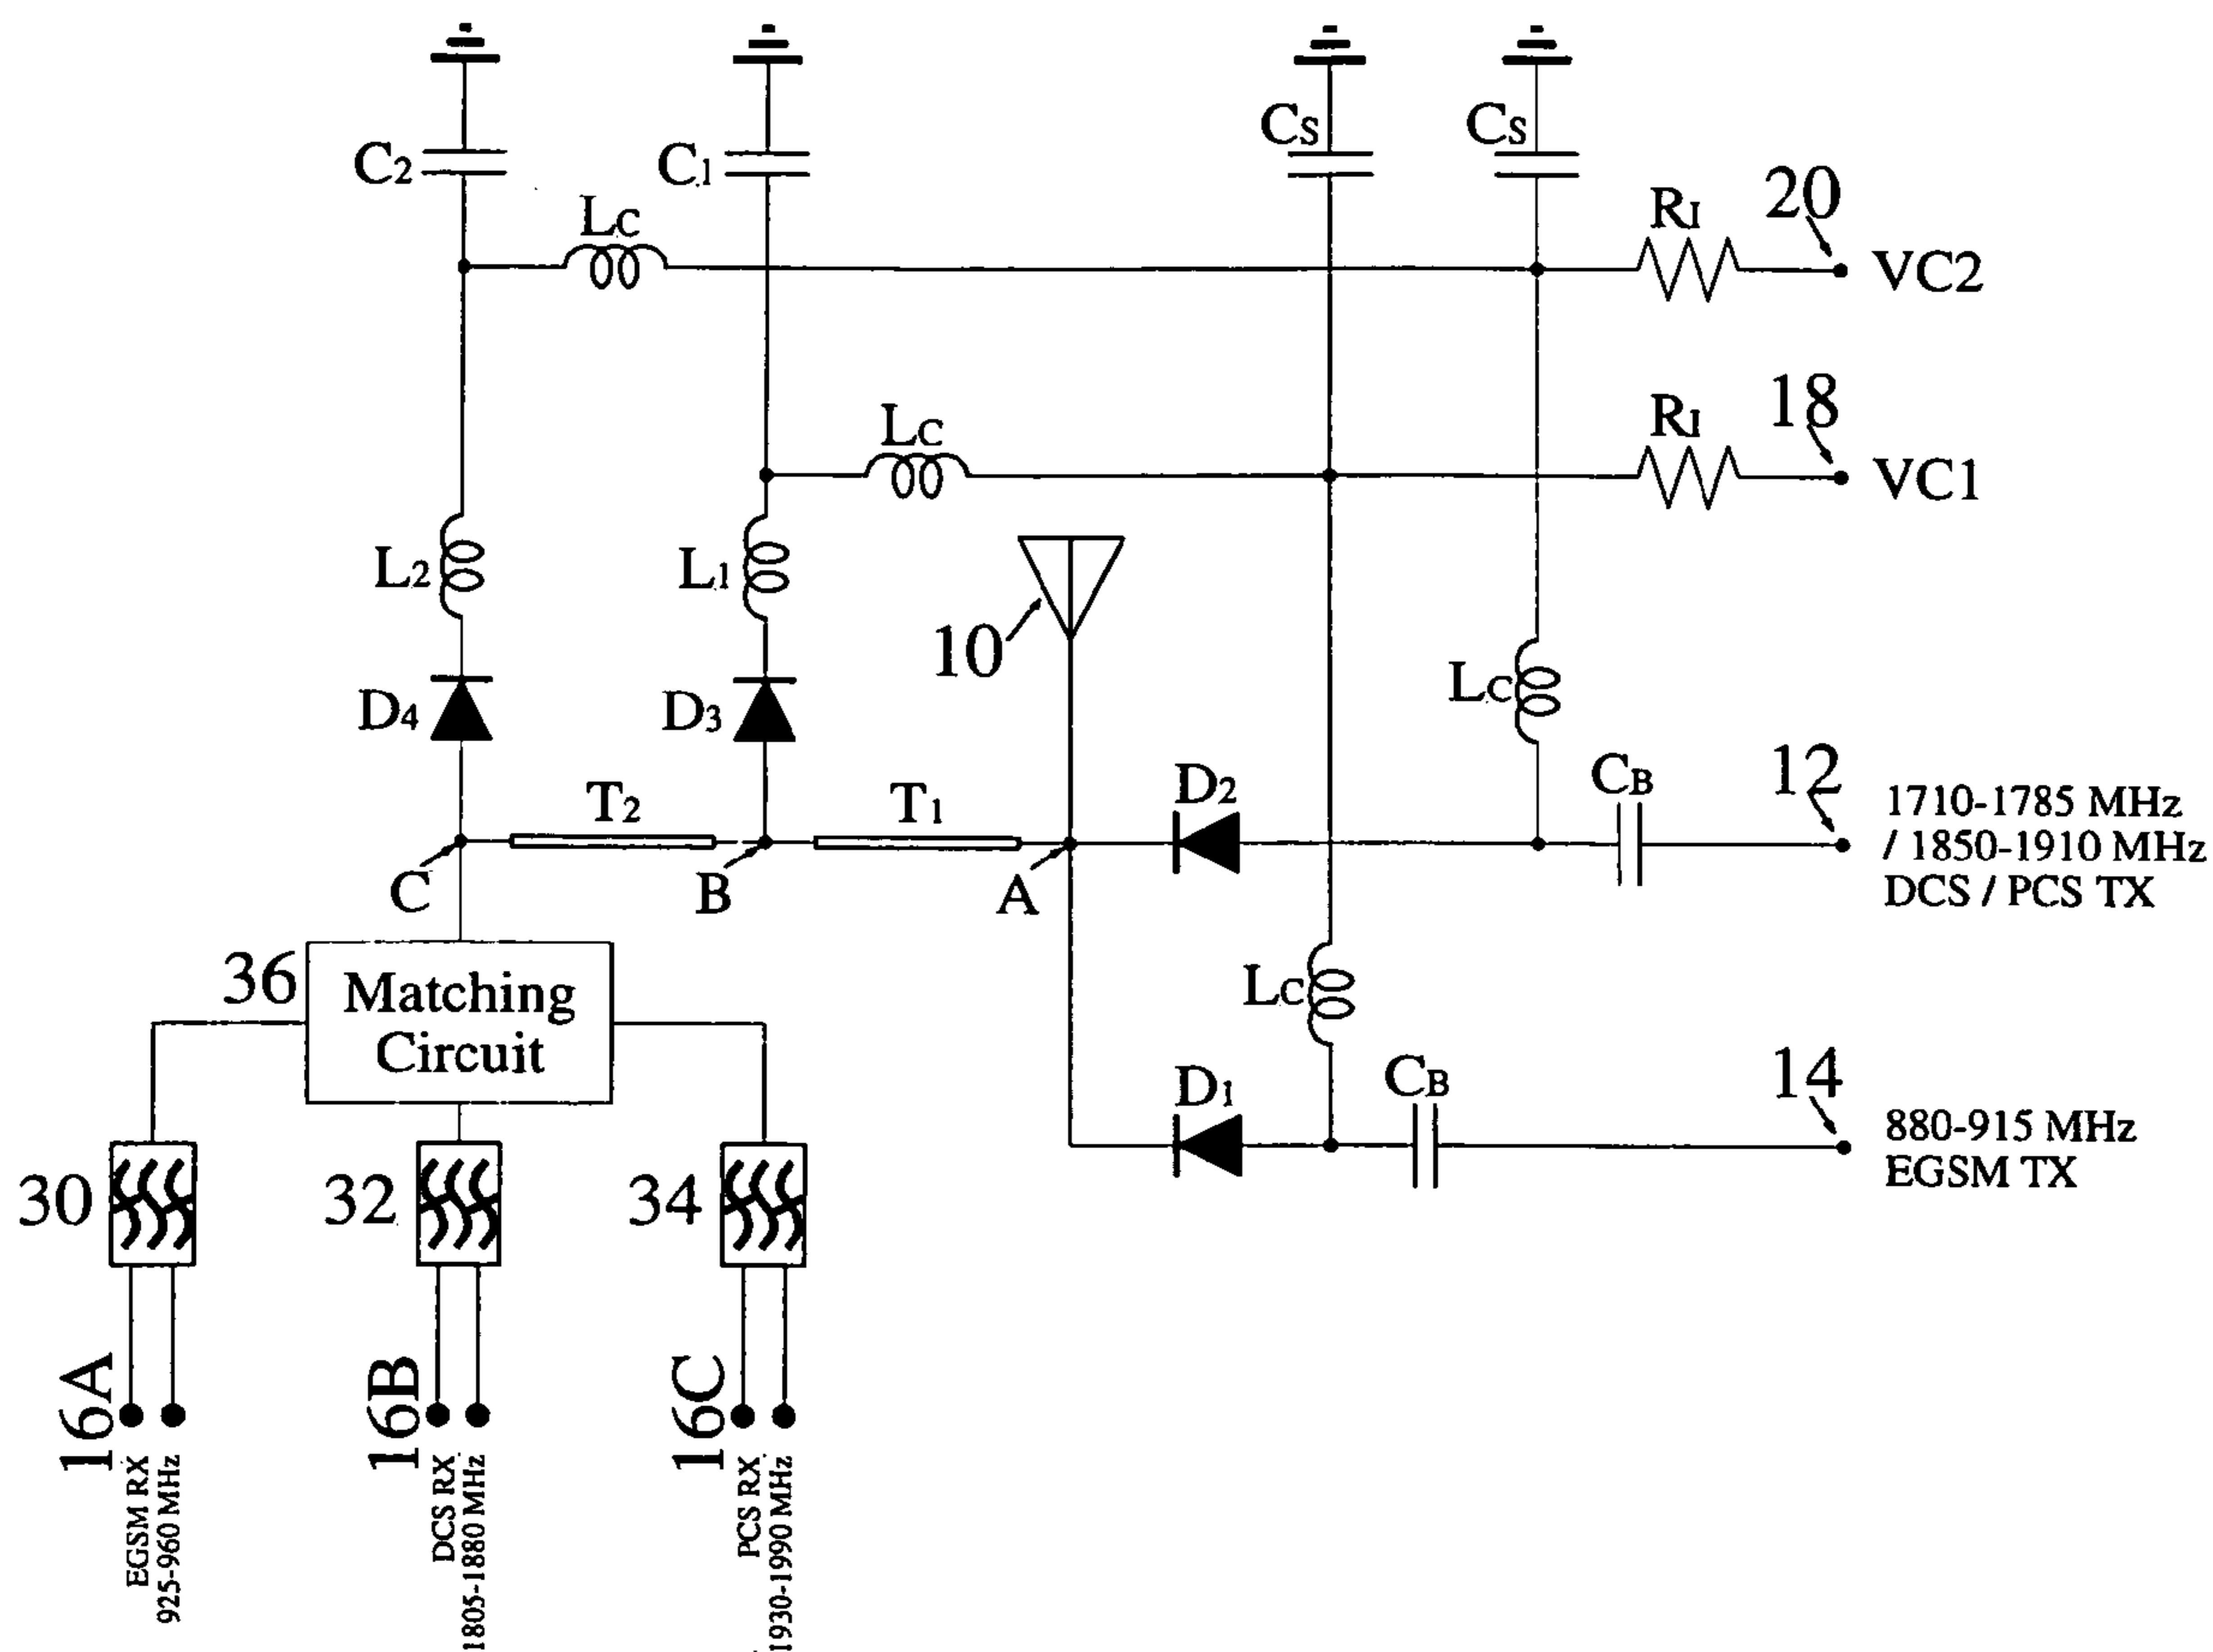 C2
C1
CS
CS
LC
RI
20
VC2
LC
RI
18
VC1
L2
L1
10
LC
D4
D3
D2
CB
12
T2
T1
1710-1785 MHz
/ 1850-1910 MHz
DCS / PCS TX
C
B
A
36
Matching
Circuit
LC
D1
CB
14
880-915 MHz
EGSM TX
30
32
34
16A
EGSM RX
925-960 MHz
16B
DCS RX
1805-1880 MHz
16C
PCS RX
1930-1990 MHz